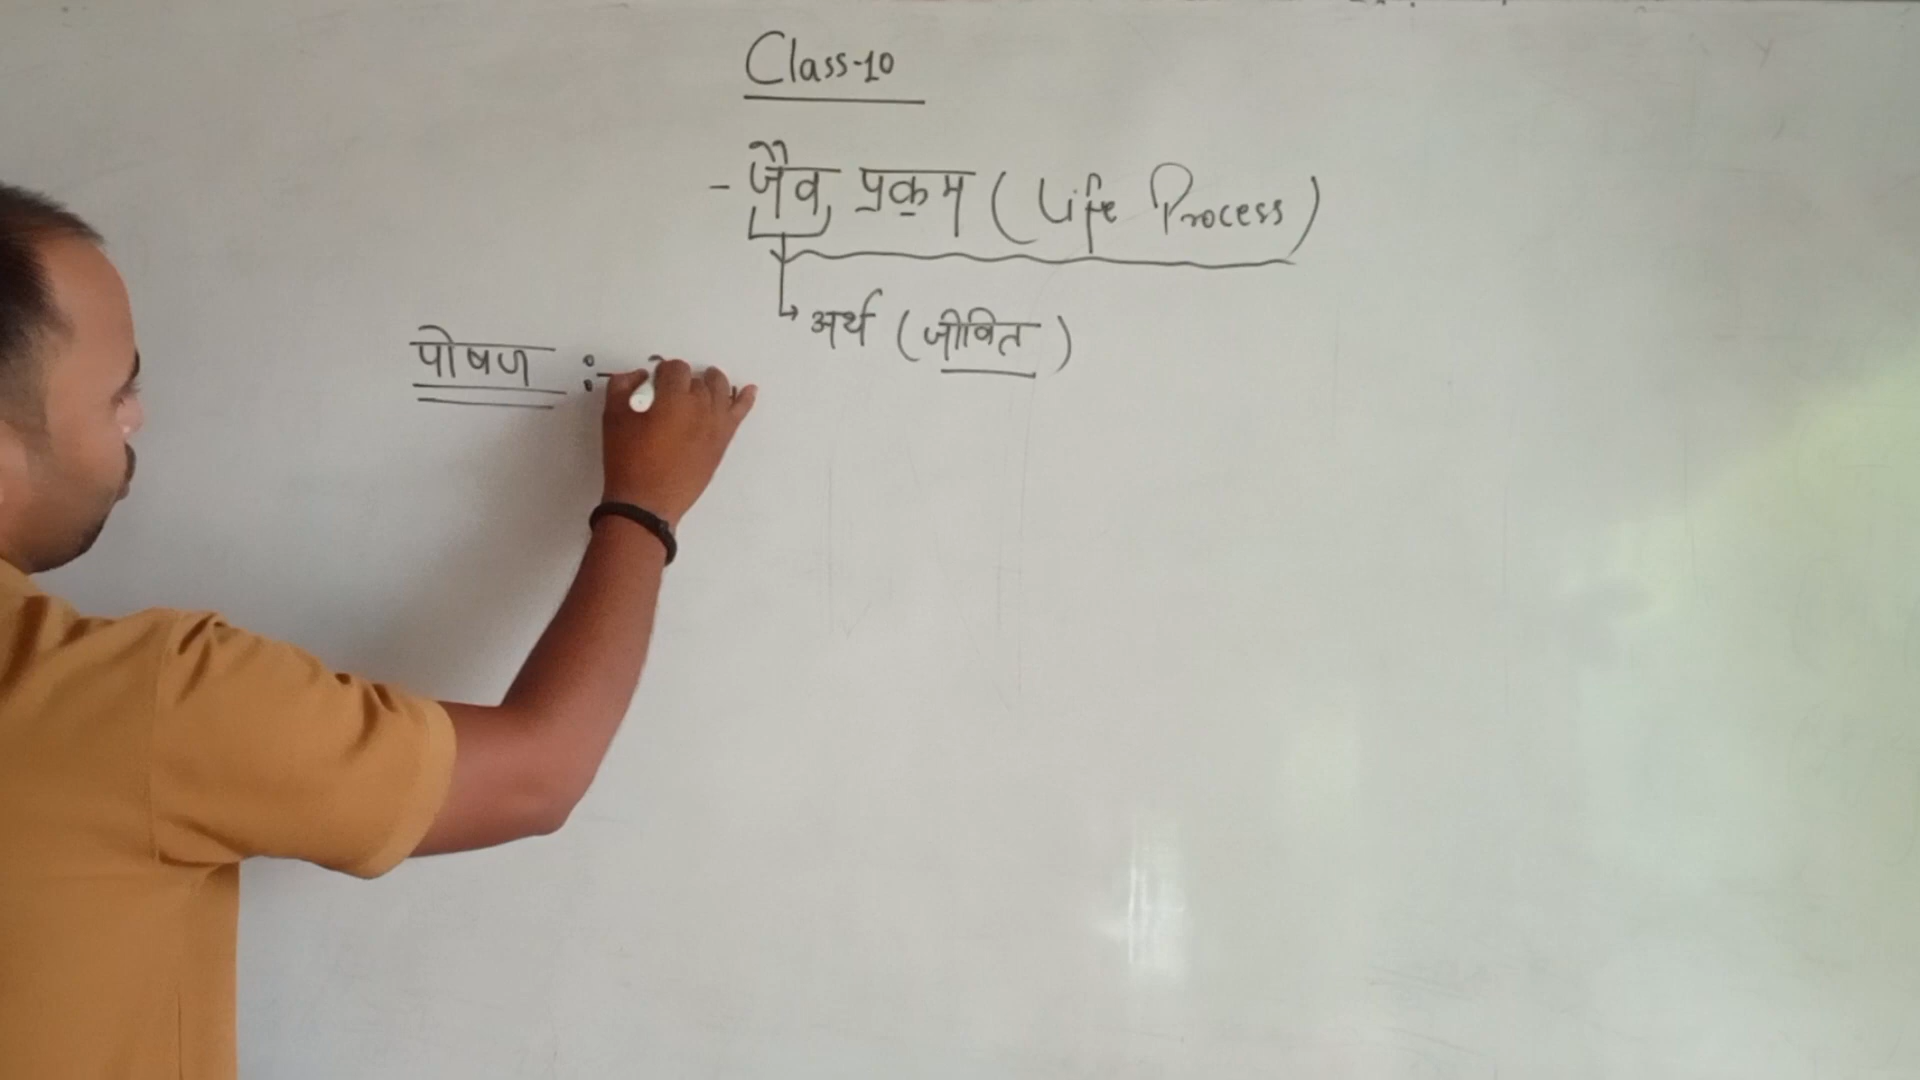 Class-10
- जैव प्रक्रम ( Life Process )
अर्थ ( जीवित )
पोषण :-